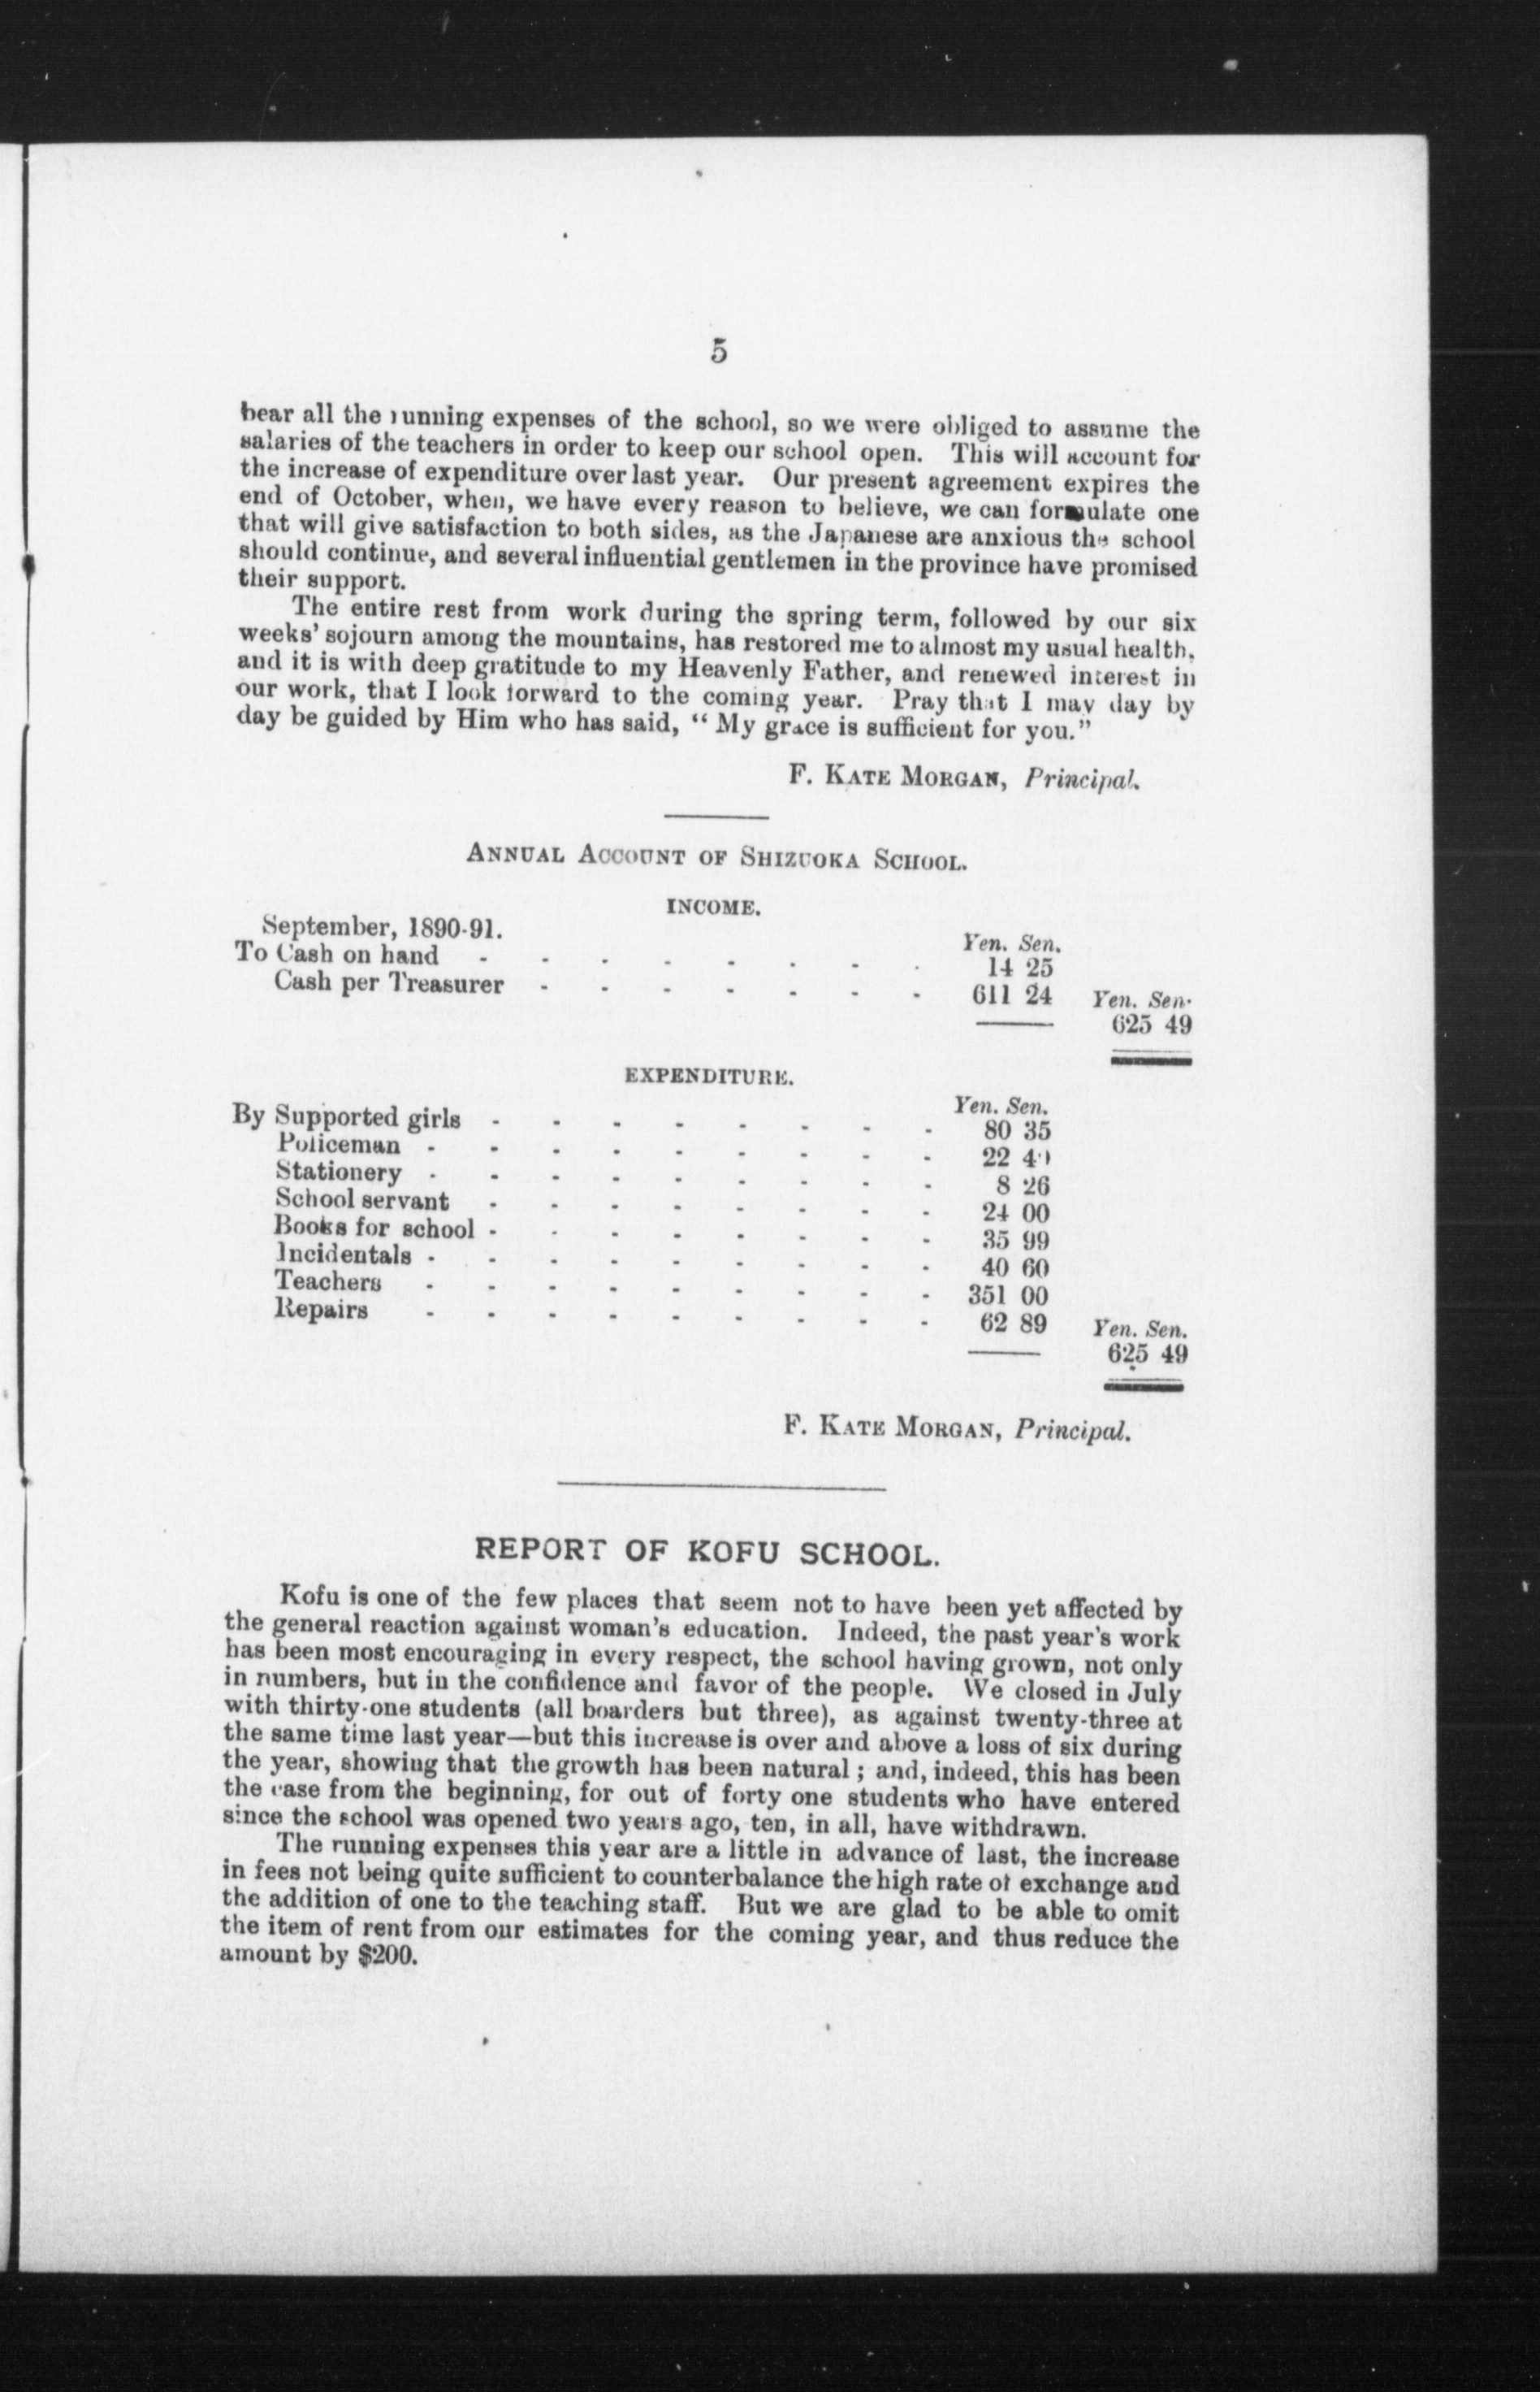 5
bear all the running expenses of the school, so we were obliged to assume the
salaries of the teachers in order to keep our school open. This will account for
the increase of expenditure over last year. Our present agreement expires the
end of October, when, we have every reason to believe, we can formulate one
that will give satisfaction to both sides, as the Japanese are anxious the school
should continue, and several influential gentlemen in the province have promised
their support.
The entire rest from work during the spring term, followed by our six
weeks' sojourn among the mountains, has restored me to almost my usual health,
and it is with deep gratitude to my Heavenly Father, and renewed interest in
our work, that I look forward to the coming year. Pray that I may day by
day be guided by Him who has said, "My grace is sufficient for you."
F. KATE MORGAN, Principal.
ANNUAL ACCOUNT OF SHIZUOKA SCHOOL.
INCOME.
September, 1890-91.
Yen. Sen.
To Cash on hand - - - - - - - - 14 25
Cash per Treasurer - - - - - - - 611 24 Yen. Sen.
625 49
EXPENDITURE.
Yen. Sen.
By Supported girls - - - - - - - - 80 35
Policeman - - - - - - - - - 22 40
Stationery - - - - - - - - - 8 26
School servant - - - - - - - - 24 00
Books for school - - - - - - - - 35 99
Incidentals - - - - - - - - - 40 60
Teachers - - - - - - - - - 351 00
Repairs - - - - - - - - - 62 89 Yen. Sen.
625 49
F. KATE MORGAN, Principal.
REPORT OF KOFU SCHOOL.
Kofu is one of the few places that seem not to have been yet affected by
the general reaction against woman's education. Indeed, the past year's work
has been most encouraging in every respect, the school having grown, not only
in numbers, but in the confidence and favor of the people. We closed in July
with thirty-one students (all boarders but three), as against twenty-three at
the same time last year—but this increase is over and above a loss of six during
the year, showing that the growth has been natural; and, indeed, this has been
the case from the beginning, for out of forty one students who have entered
since the school was opened two years ago, ten, in all, have withdrawn.
The running expenses this year are a little in advance of last, the increase
in fees not being quite sufficient to counterbalance the high rate of exchange and
the addition of one to the teaching staff. But we are glad to be able to omit
the item of rent from our estimates for the coming year, and thus reduce the
amount by $200.